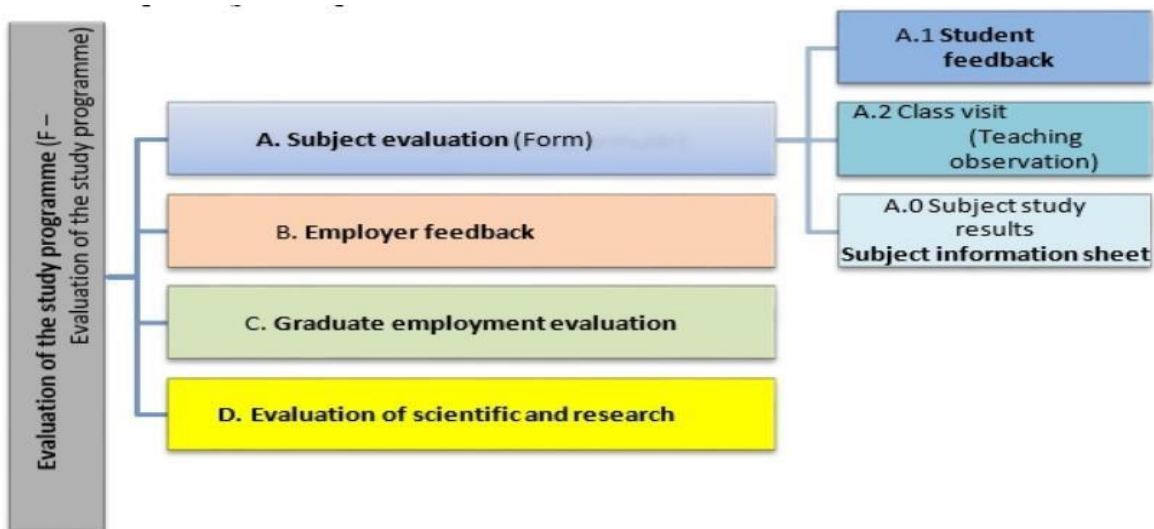 Evaluation of the study programme (F –
Evaluation of the study programme)
A. Subject evaluation (Form)
B. Employer feedback
C. Graduate employment evaluation
D. Evaluation of scientific and research
A.1 Student
feedback
A.2 Class visit
(Teaching
observation)
A.0 Subject study
results
Subject information sheet